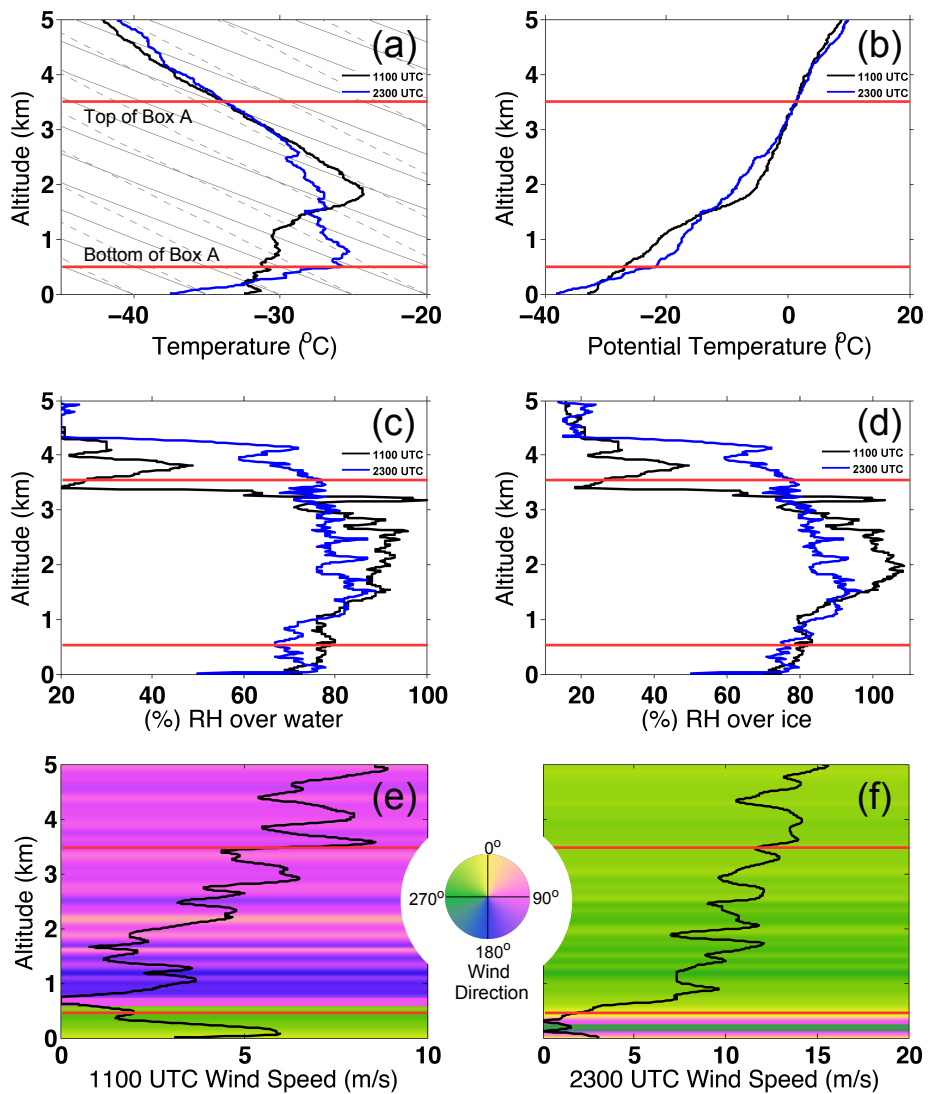 5
4
3
2
1
0
Altitude (km)
(a)
1100 UTC
2300 UTC
Top of Box A
Bottom of Box A
−40 −30 −20
Temperature (°C)
5
4
3
2
1
0
Altitude (km)
(b)
1100 UTC
2300 UTC
−40 −20 0 20
Potential Temperature (°C)
5
4
3
2
1
0
Altitude (km)
(c)
1100 UTC
2300 UTC
20 40 60 80 100
(%) RH over water
5
4
3
2
1
0
Altitude (km)
(d)
1100 UTC
2300 UTC
20 40 60 80 100
(%) RH over ice
5
4
3
2
1
0
Altitude (km)
(e)
0 5 10
1100 UTC Wind Speed (m/s)
0°
270° 90°
180°
Wind
Direction
(f)
0 5 10 15 20
2300 UTC Wind Speed (m/s)